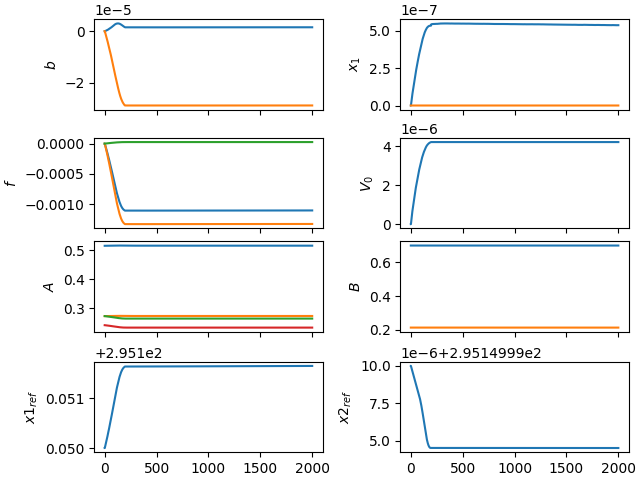 1e−5
0
−2
b
1e−7
5.0
2.5
0.0
x₁
0.0000
−0.0005
−0.0010
f
1e−6
4
2
0
V₀
0.5
0.4
0.3
A
0.6
0.4
0.2
B
+2.951e2
0.051
0.050
x1ref
0 500 1000 1500 2000
1e−6+2.9514999e2
10.0
7.5
5.0
x2ref
0 500 1000 1500 2000